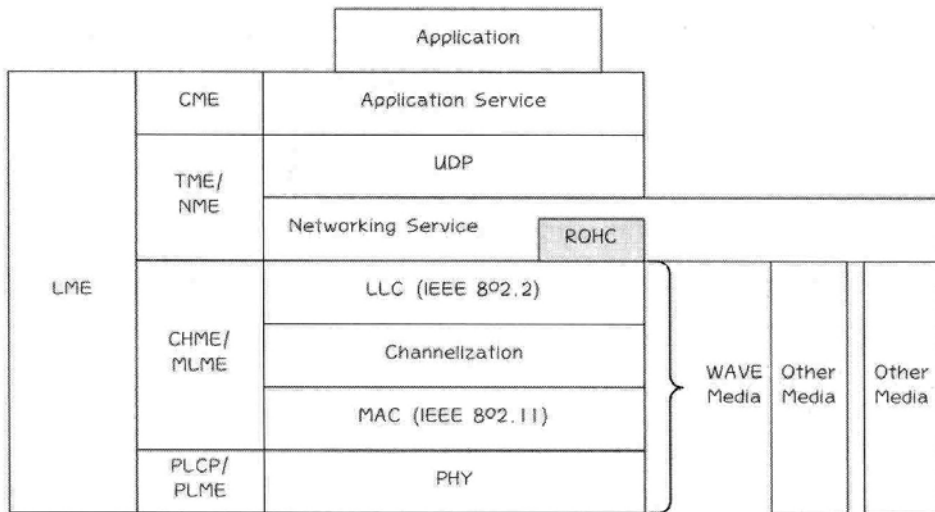 Application
CME
Application Service
TME/
NME
UDP
Networking Service
ROHC
LME
CHME/
MLME
LLC (IEEE 802.2)
Channelization
MAC (IEEE 802.11)
WAVE
Media
Other
Media
Other
Media
PLCP/
PLME
PHY